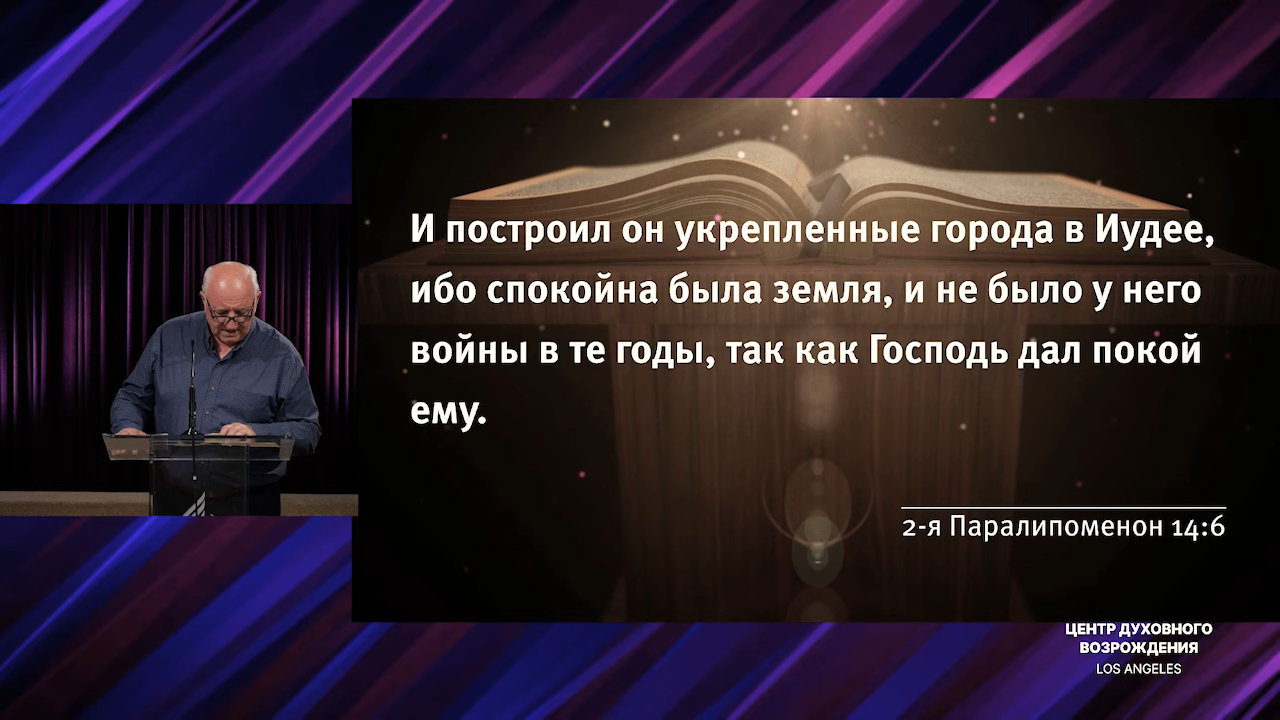 И построил он укрепленные города в Иудее,
ибо спокойна была земля, и не было у него
войны в те годы, так как Господь дал покой
ему.
2-я Паралипоменон 14:6
ЦЕНТР ДУХОВНОГО
ВОЗРОЖДЕНИЯ
LOS ANGELES